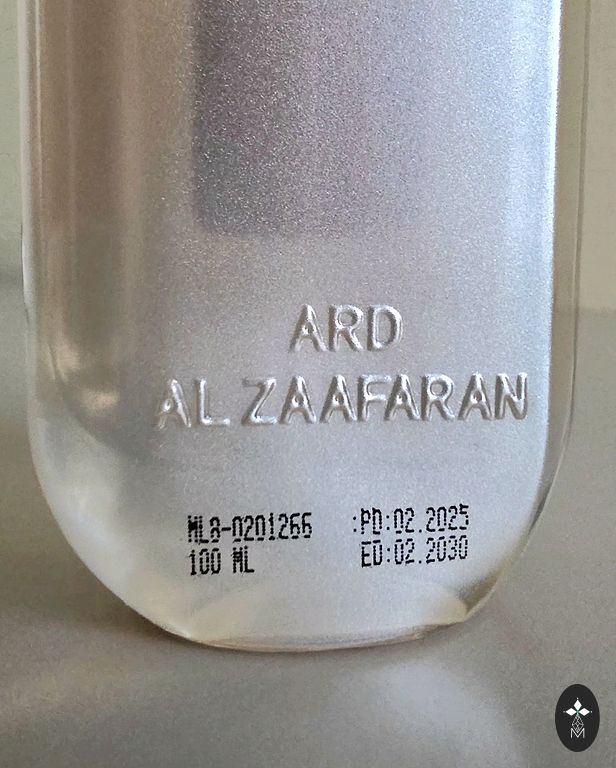 ARD
AL ZAAFARAN
ML8-0201266 :PD:02.2025
100 ML ED:02.2030
M